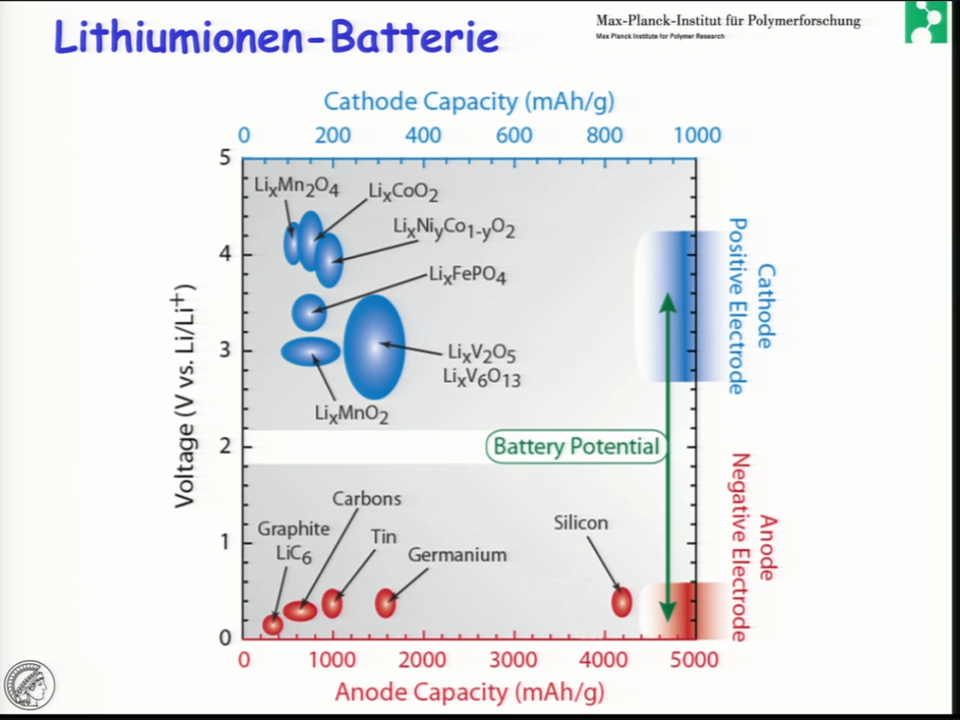 Lithiumionen-Batterie
Max-Planck-Institut für Polymerforschung
Max Planck Institute for Polymer Research
Cathode Capacity (mAh/g)
0 200 400 600 800 1000
5
4
3
2
1
0
Voltage (V vs. Li/Li⁺)
LiₓMn₂O₄
LiₓCoO₂
LiₓNiyCo₁₋yO₂
LiₓFePO₄
LiₓV₂O₅
LiₓV₆O₁₃
LiₓMnO₂
Cathode
Positive Electrode
Battery Potential
Carbons
Graphite
LiC₆
Tin
Germanium
Silicon
Anode
Negative Electrode
0 1000 2000 3000 4000 5000
Anode Capacity (mAh/g)